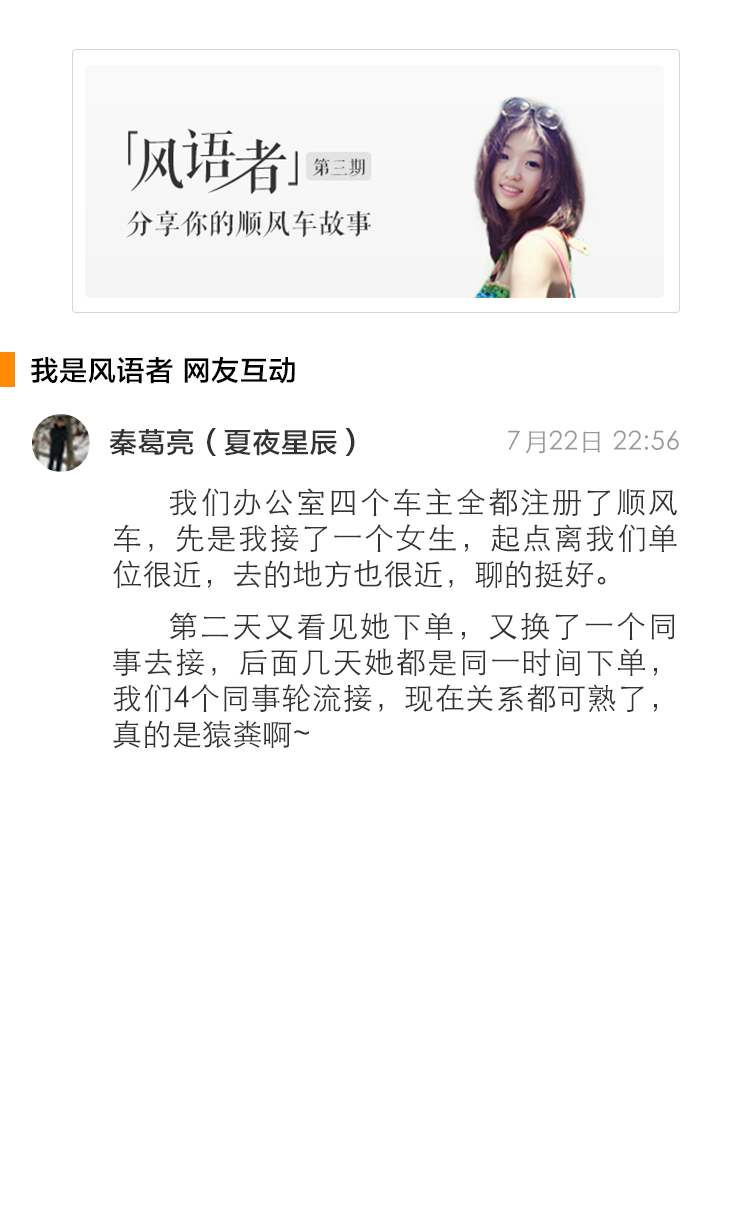 「风语者」第三期
分享你的顺风车故事
我是风语者 网友互动
秦葛亮（夏夜星辰） 7月22日 22:56
我们办公室四个车主全都注册了顺风
车，先是我接了一个女生，起点离我们单
位很近，去的地方也很近，聊的挺好。
第二天又看见她下单，又换了一个同
事去接，后面几天她都是同一时间下单，
我们4个同事轮流接，现在关系都可熟了，
真的是猿粪啊~